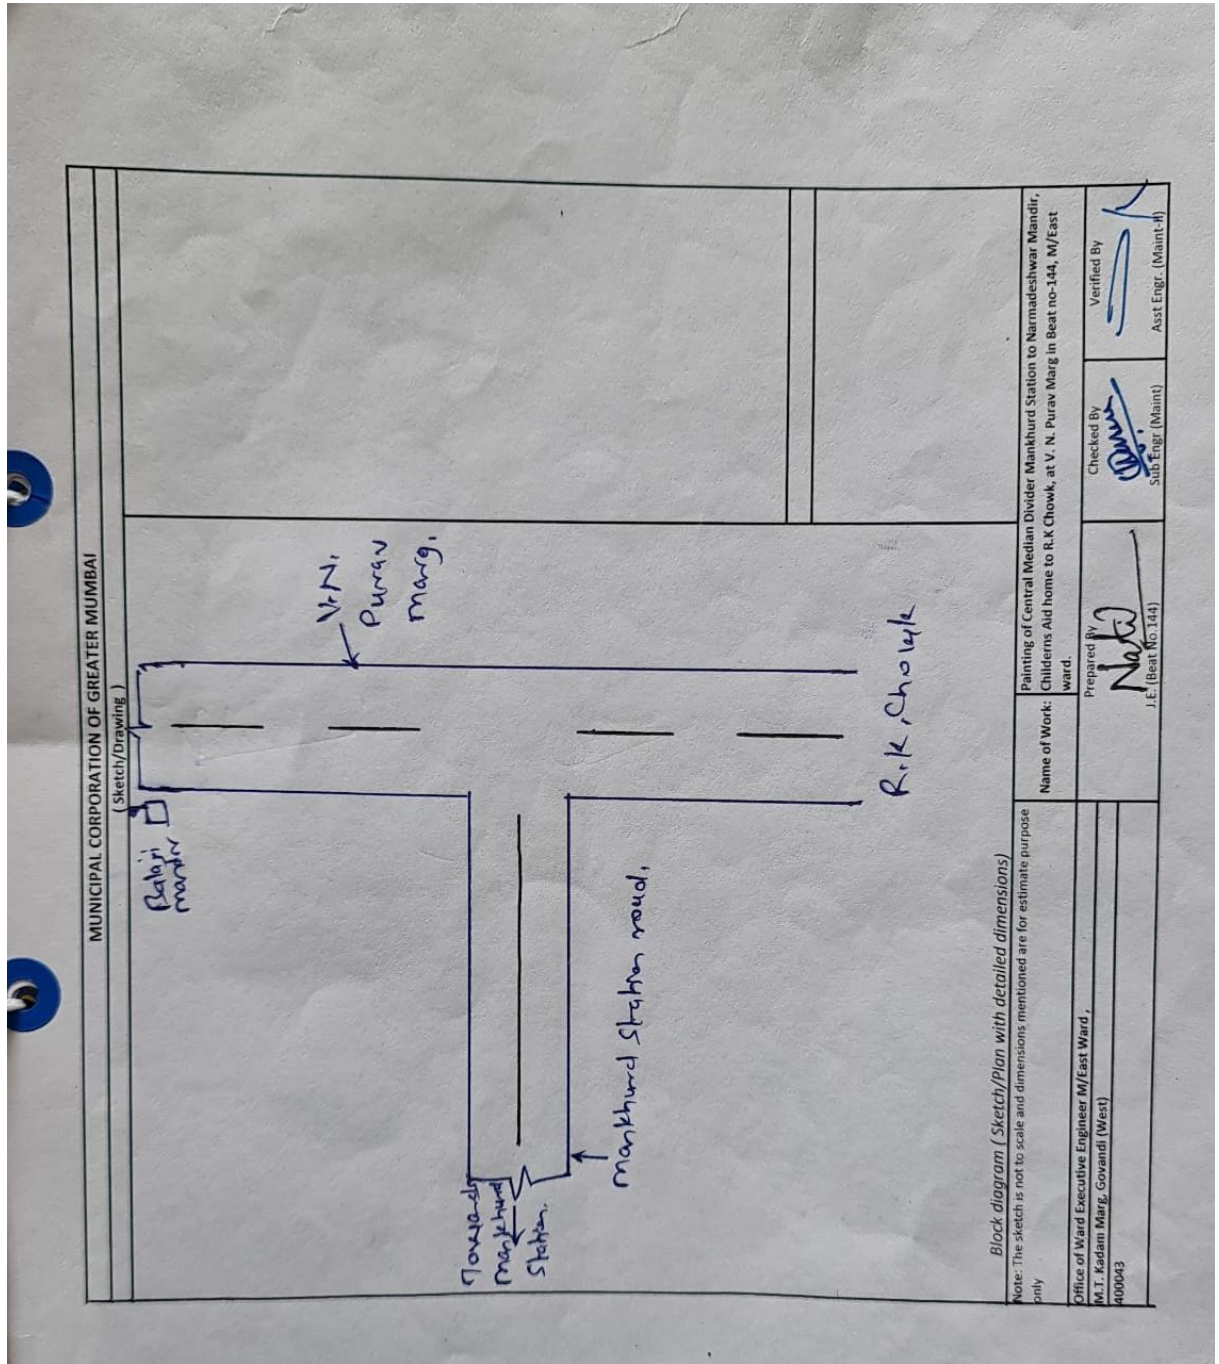 MUNICIPAL CORPORATION OF GREATER MUMBAI
( Sketch/Drawing )
Balaji
mandir
V.N.
Purav
marg.
Towards
mankhurd
Station.
mankhurd Station road.
R.K. Chowk
Block diagram ( Sketch/Plan with detailed dimensions)
Note: The sketch is not to scale and dimensions mentioned are for estimate purpose
only
Name of Work:
Painting of Central Median Divider Mankhurd Station to Narmadeshwar Mandir,
Childerns Aid home to R.K Chowk, at V. N. Purav Marg in Beat no-144, M/East
ward.
Office of Ward Executive Engineer M/East Ward ,
M.T. Kadam Marg, Govandi (West)
400043
Prepared By
J.E. (Beat No.144)
Checked By
Sub Engr (Maint)
Verified By
Asst Engr. (Maint-II)